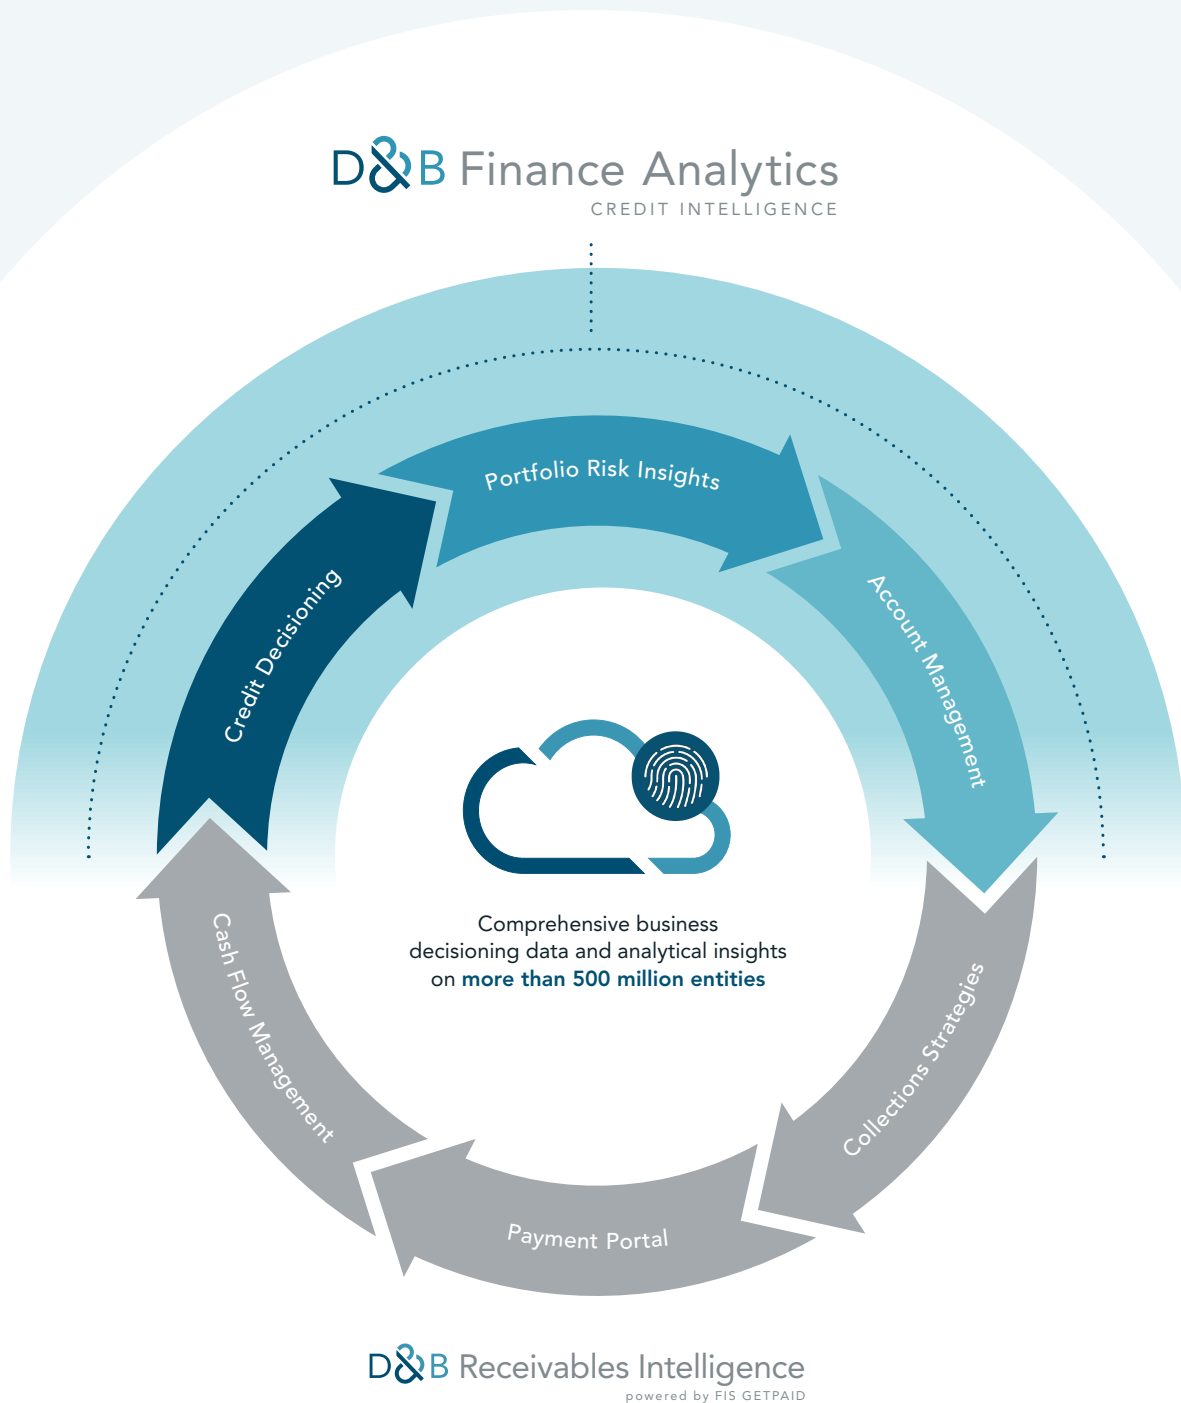 D&B Finance Analytics
CREDIT INTELLIGENCE
Portfolio Risk Insights
Credit Decisioning
Account Management
Comprehensive business
decisioning data and analytical insights
on more than 500 million entities
Cash Flow Management
Collections Strategies
Payment Portal
D&B Receivables Intelligence
powered by FIS GETPAID